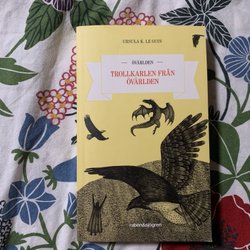 URSULA K. LE GUIN
ÖVÄRLDEN
TROLLKARLEN FRÅN
ÖVÄRLDEN
rabén&sjögren